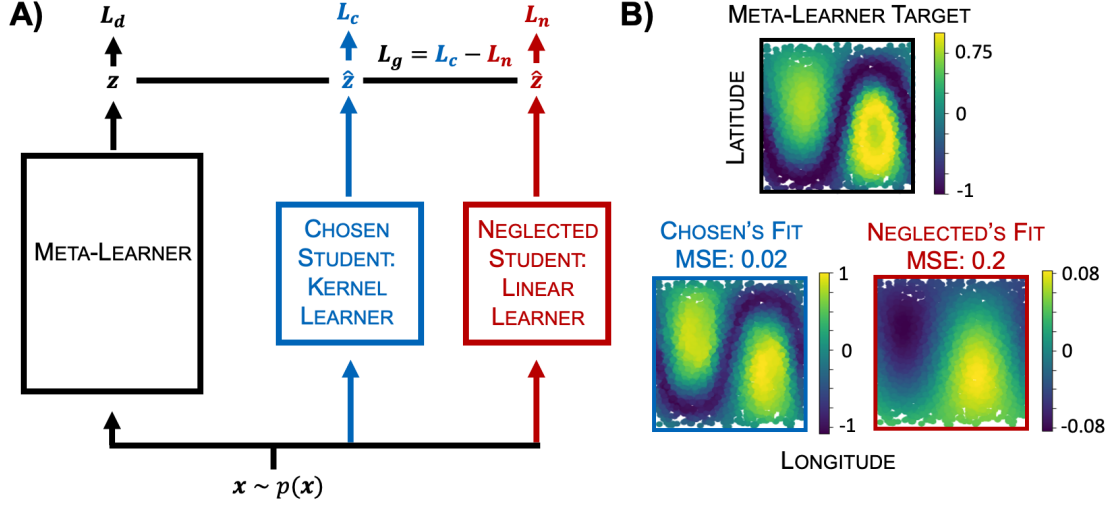 A)
L_d
L_c
L_n
L_g = L_c − L_n
z
ẑ
ẑ
META-LEARNER
CHOSEN
STUDENT:
KERNEL
LEARNER
NEGLECTED
STUDENT:
LINEAR
LEARNER
x ~ p(x)
B)
META-LEARNER TARGET
LATITUDE
0.75
0
-1
CHOSEN'S FIT
MSE: 0.02
1
0
-1
NEGLECTED'S FIT
MSE: 0.2
0.08
0
-0.08
LONGITUDE